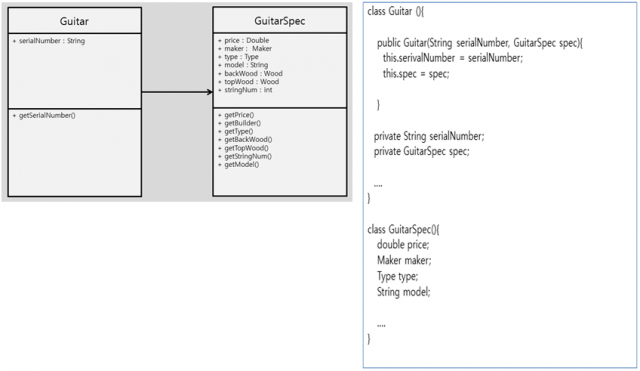 Guitar
+ serialNumber : String
+ getSerialNumber()
GuitarSpec
+ price : Double
+ maker : Maker
+ type : Type
+ model : String
+ backWood : Wood
+ topWood : Wood
+ stringNum : int
+ getPrice()
+ getBuilder()
+ getType()
+ getBackWood()
+ getTopWood()
+ getStringNum()
+ getModel()
class Guitar (){
public Guitar(String serialNumber, GuitarSpec spec){
this.serivalNumber = serialNumber;
this.spec = spec;
}
private String serialNumber;
private GuitarSpec spec;
....
}
class GuitarSpec(){
double price;
Maker maker;
Type type;
String model;
....
}